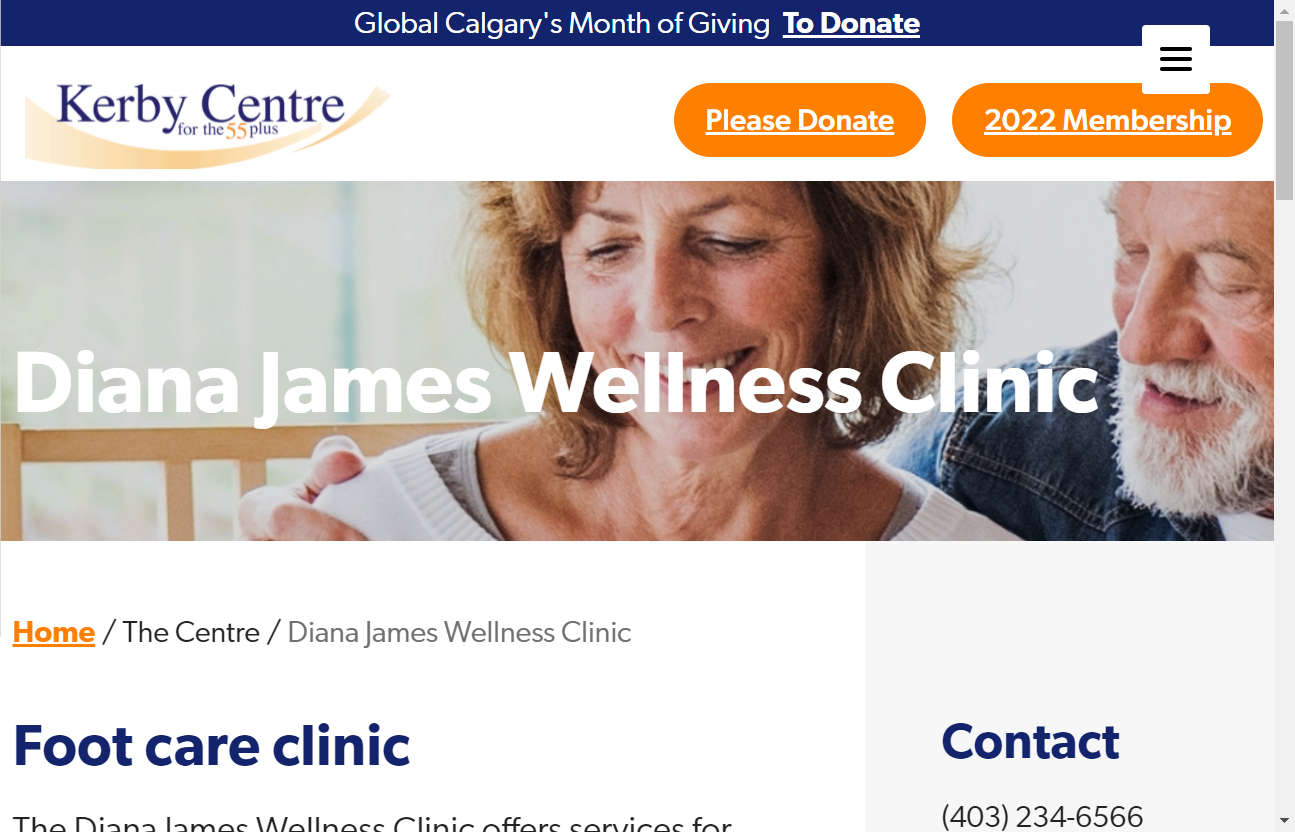 Global Calgary's Month of Giving To Donate
Kerby Centre
for the 55 plus
Please Donate
2022 Membership
Diana James Wellness Clinic
Home / The Centre / Diana James Wellness Clinic
Foot care clinic
Contact
The Diana James Wellness Clinic offers services for
(403) 234-6566